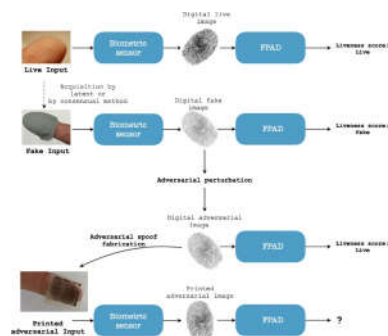 Digital live
image
Biometric
sensor
FPAD
Liveness score:
Live
Live Input
Acquisition by
latent or
by consensual method
Digital fake
image
Biometric
sensor
FPAD
Liveness score:
Fake
Fake Input
Adversarial perturbation
Digital adversarial
image
Adversarial spoof
fabrication
FPAD
Liveness score:
Live
Printed
adversarial image
Biometric
sensor
FPAD
?
Printed
adversarial Input